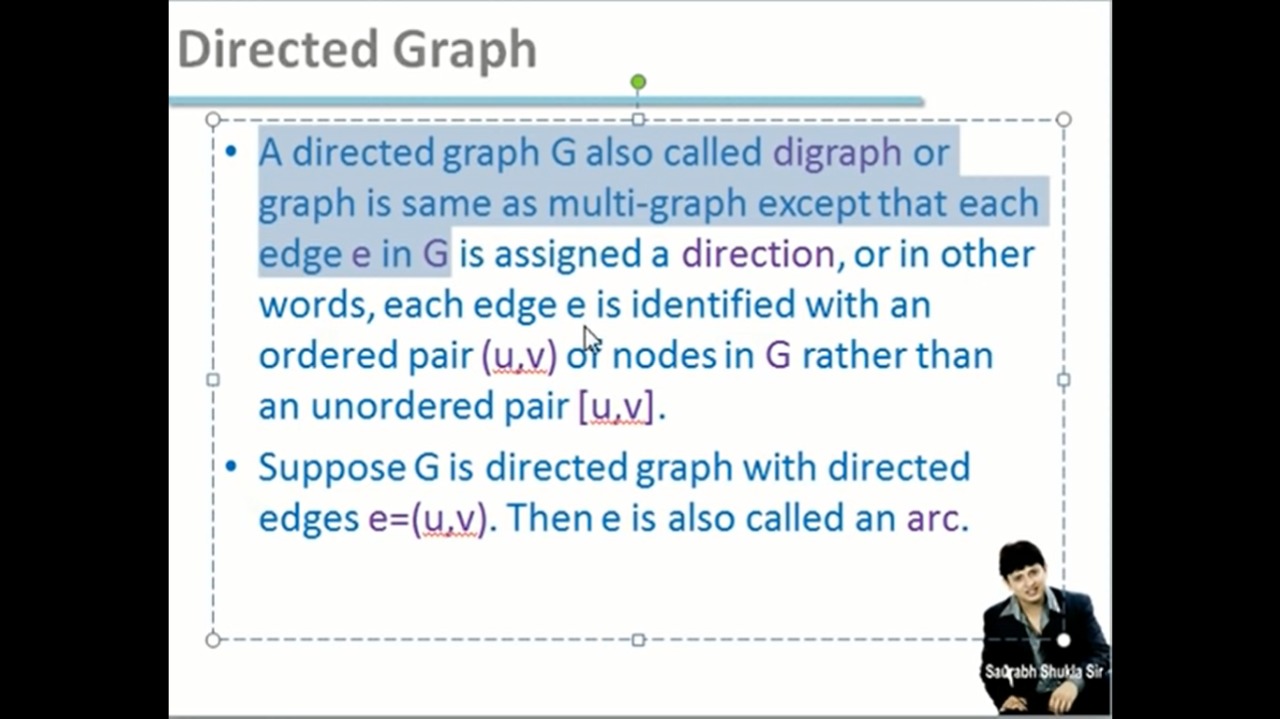 Directed Graph
• A directed graph G also called digraph or
graph is same as multi-graph except that each
edge e in G is assigned a direction, or in other
words, each edge e is identified with an
ordered pair (u,v) of nodes in G rather than
an unordered pair [u,v].
• Suppose G is directed graph with directed
edges e=(u,v). Then e is also called an arc.
Saurabh Shukla Sir